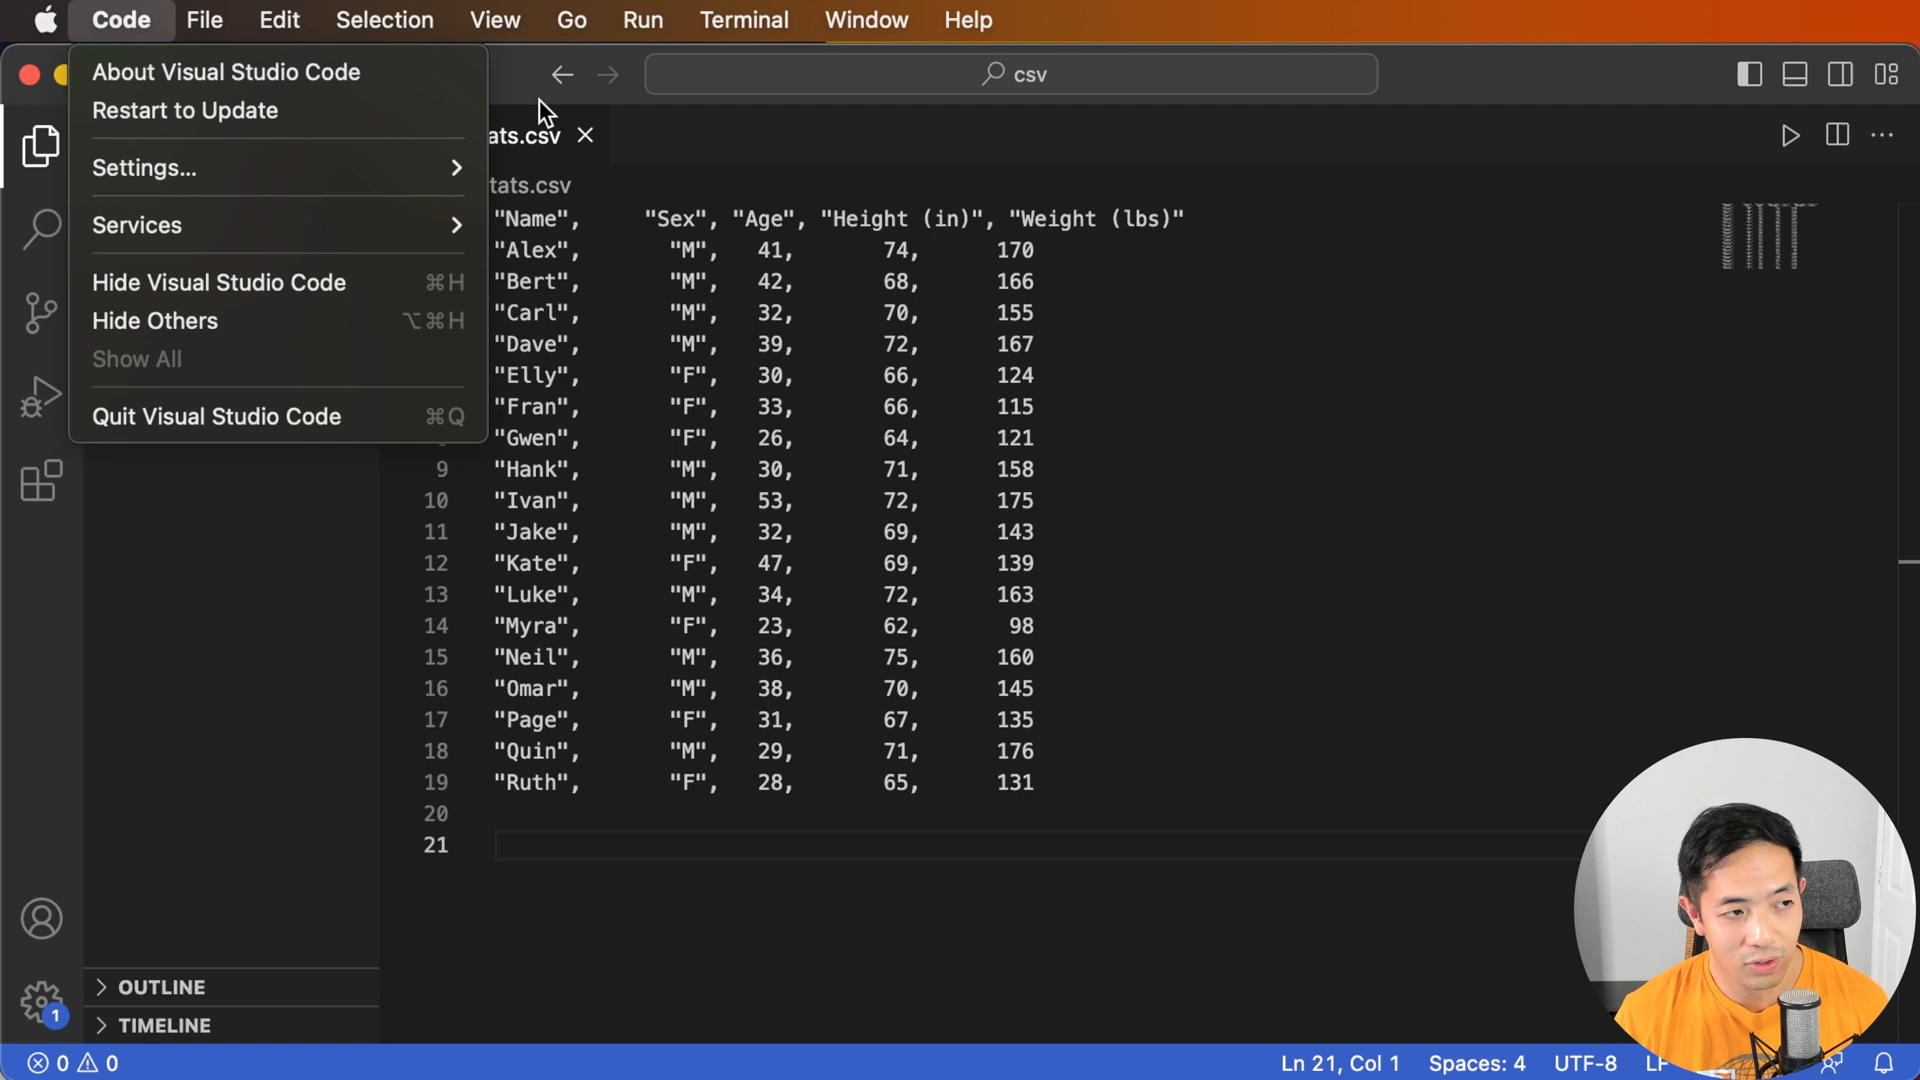 Code File Edit Selection View Go Run Terminal Window Help
About Visual Studio Code
Restart to Update
Settings...
Services
Hide Visual Studio Code ⌘H
Hide Others ⌥⌘H
Show All
Quit Visual Studio Code ⌘Q
csv
ats.csv
tats.csv
"Name", "Sex", "Age", "Height (in)", "Weight (lbs)"
"Alex", "M", 41, 74, 170
"Bert", "M", 42, 68, 166
"Carl", "M", 32, 70, 155
"Dave", "M", 39, 72, 167
"Elly", "F", 30, 66, 124
"Fran", "F", 33, 66, 115
"Gwen", "F", 26, 64, 121
9 "Hank", "M", 30, 71, 158
10 "Ivan", "M", 53, 72, 175
11 "Jake", "M", 32, 69, 143
12 "Kate", "F", 47, 69, 139
13 "Luke", "M", 34, 72, 163
14 "Myra", "F", 23, 62, 98
15 "Neil", "M", 36, 75, 160
16 "Omar", "M", 38, 70, 145
17 "Page", "F", 31, 67, 135
18 "Quin", "M", 29, 71, 176
19 "Ruth", "F", 28, 65, 131
20
21
OUTLINE
1
TIMELINE
0 0 Ln 21, Col 1 Spaces: 4 UTF-8 LF